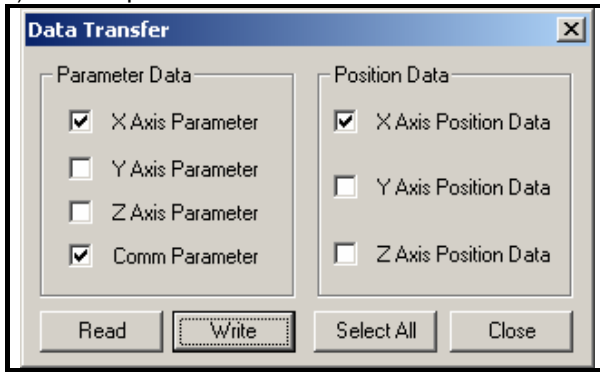 Data Transfer
Parameter Data
X Axis Parameter
Y Axis Parameter
Z Axis Parameter
Comm Parameter
Position Data
X Axis Position Data
Y Axis Position Data
Z Axis Position Data
Read
Write
Select All
Close